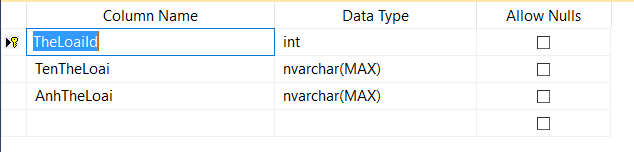 Column Name Data Type Allow Nulls
TheLoaiId int
TenTheLoai nvarchar(MAX)
AnhTheLoai nvarchar(MAX)